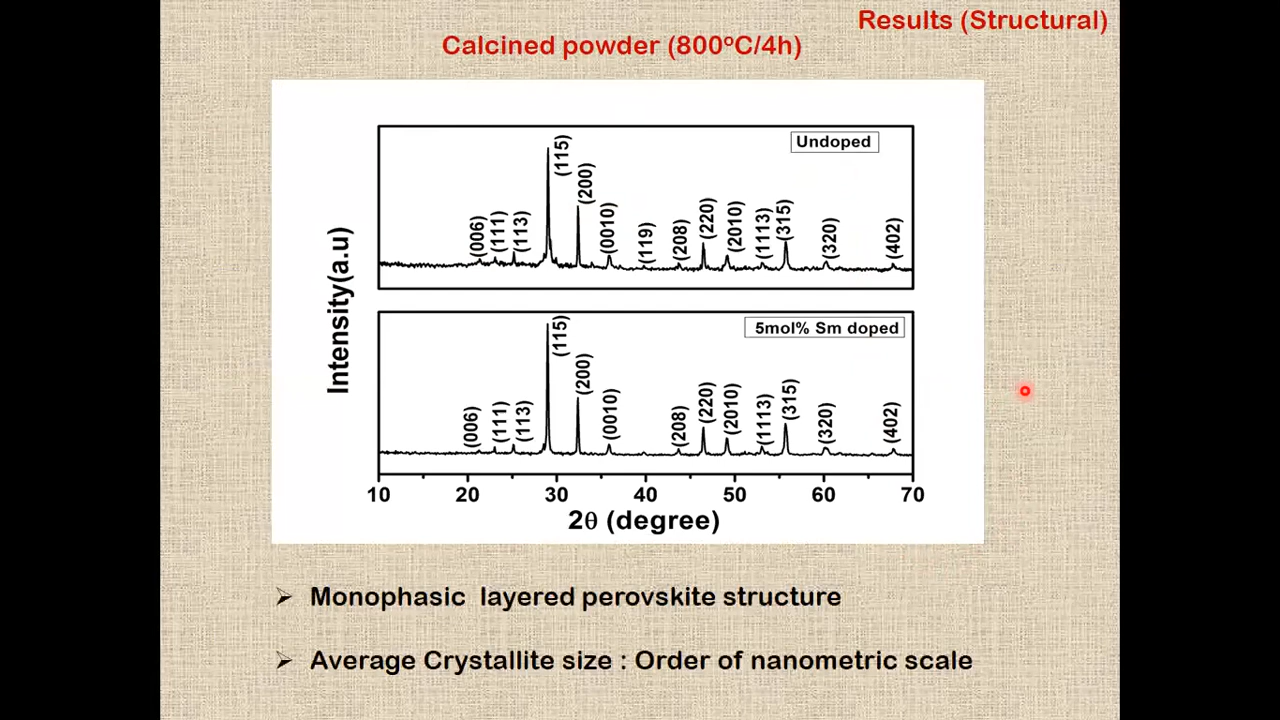 Results (Structural)
Calcined powder (800°C/4h)
Undoped
(006) (111) (113) (115) (200) (0010) (119) (208) (220) (2010) (1113) (315) (320) (402)
5mol% Sm doped
(006) (111) (113) (115) (200) (0010) (208) (220) (2010) (1113) (315) (320) (402)
Intensity(a.u)
10 20 30 40 50 60 70
2θ (degree)
➢ Monophasic layered perovskite structure
➢ Average Crystallite size : Order of nanometric scale